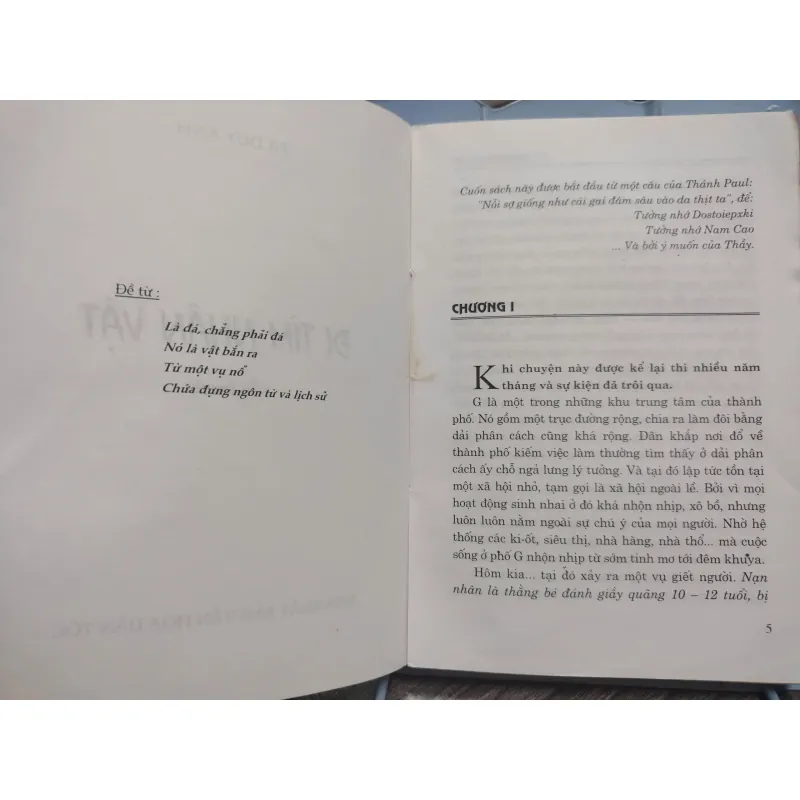 Đề từ :
Là đá, chẳng phải đá
Nó là vật bắn ra
Từ một vụ nổ
Chứa đựng ngôn từ và lịch sử
Cuốn sách này được bắt đầu từ một câu của Thánh Paul:
"Nỗi sợ giống như cái gai đâm sâu vào da thịt ta", để:
Tưởng nhớ Dostoiepxki
Tưởng nhớ Nam Cao
... Và bởi ý muốn của Thầy.
CHƯƠNG I
Khi chuyện này được kể lại thì nhiều năm
tháng và sự kiện đã trôi qua.
G là một trong những khu trung tâm của thành
phố. Nó gồm một trục đường rộng, chia ra làm đôi bằng
dải phân cách cũng khá rộng. Dân khắp nơi đổ về
thành phố kiếm việc làm thường tìm thấy ở dải phân
cách ấy chỗ ngả lưng lý tưởng. Và tại đó lập tức tồn tại
một xã hội nhỏ, tạm gọi là xã hội ngoài lề. Bởi vì mọi
hoạt động sinh nhai ở đó khá nhộn nhịp, xô bồ, nhưng
luôn luôn nằm ngoài sự chú ý của mọi người. Nhờ hệ
thống các ki-ốt, siêu thị, nhà hàng, nhà thổ... mà cuộc
sống ở phố G nhộn nhịp từ sớm tinh mơ tới đêm khuya.
Hôm kia... tại đó xảy ra một vụ giết người. Nạn
nhân là thằng bé đánh giầy quãng 10 – 12 tuổi, bị
5